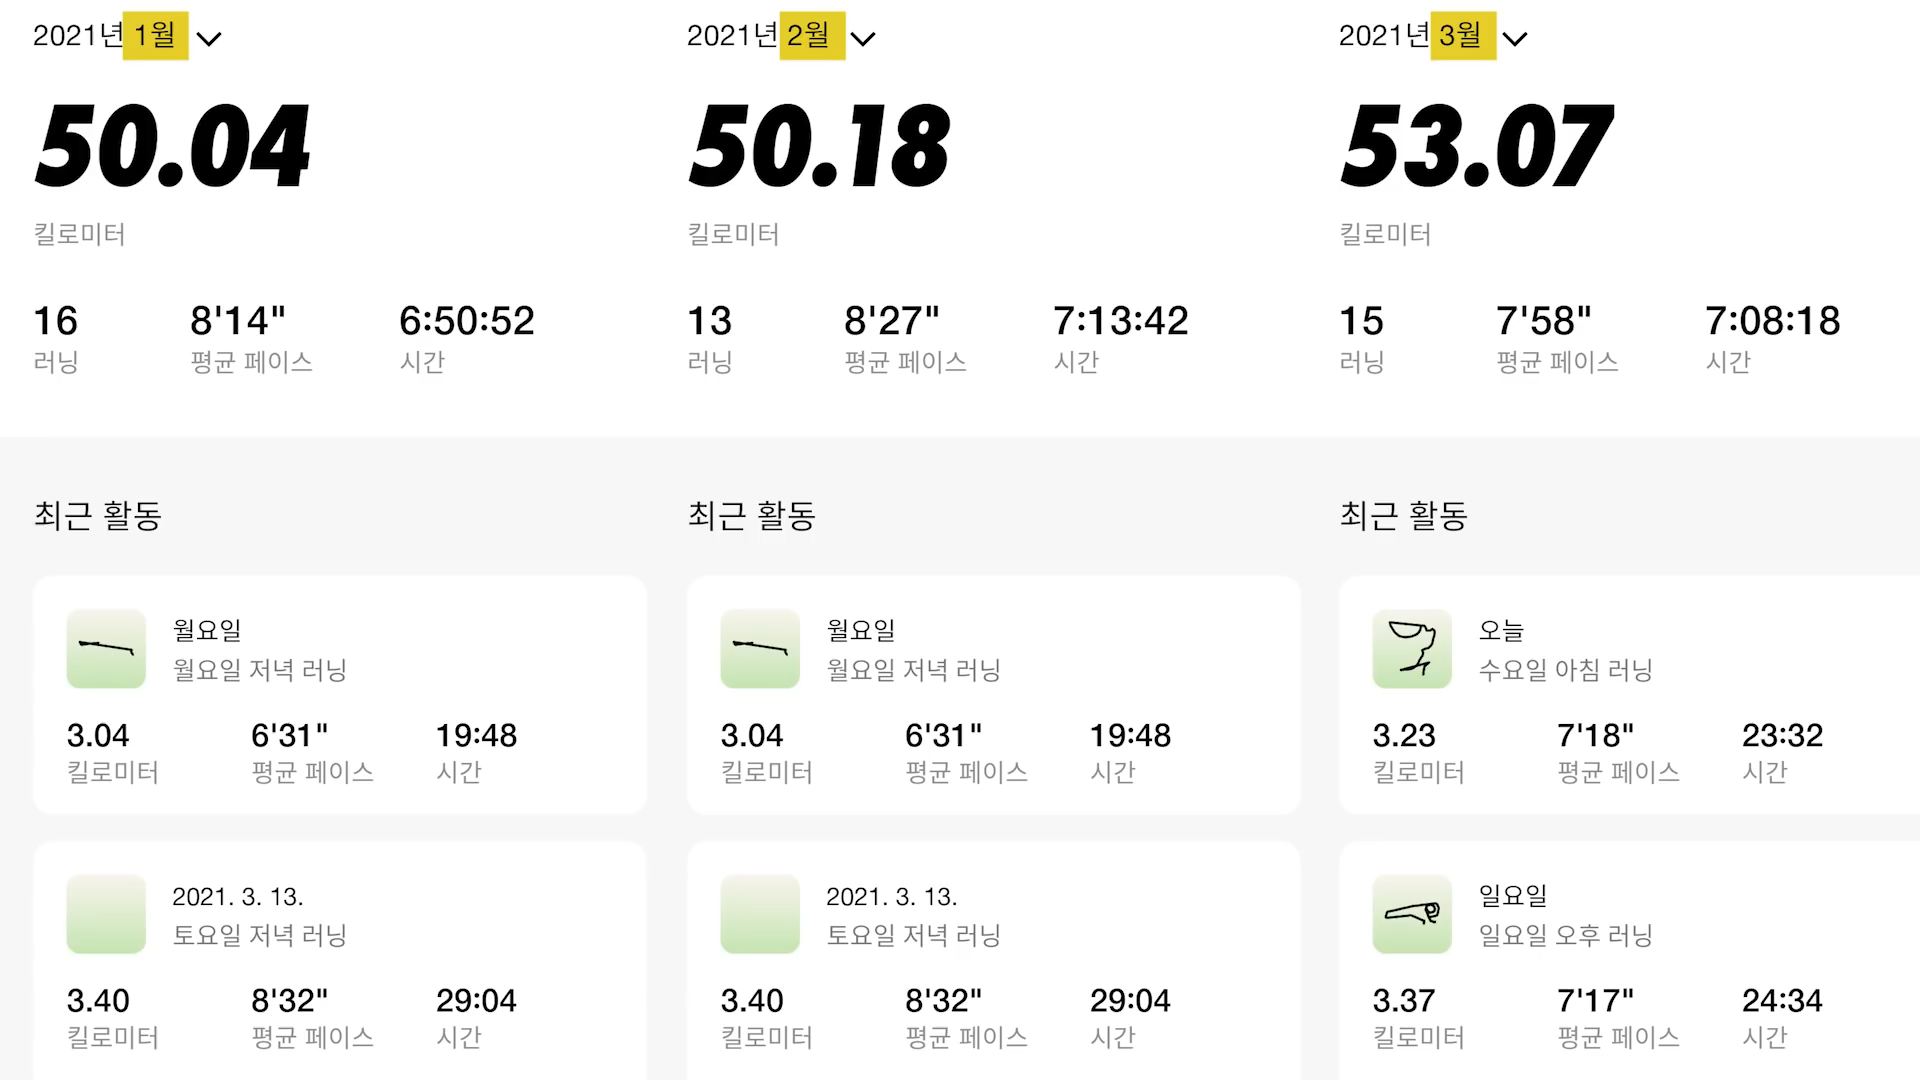 2021년 1월
50.04
킬로미터
16 8'14" 6:50:52
러닝 평균 페이스 시간
최근 활동
월요일
월요일 저녁 러닝
3.04 6'31" 19:48
킬로미터 평균 페이스 시간
2021. 3. 13.
토요일 저녁 러닝
3.40 8'32" 29:04
킬로미터 평균 페이스 시간
2021년 2월
50.18
킬로미터
13 8'27" 7:13:42
러닝 평균 페이스 시간
최근 활동
월요일
월요일 저녁 러닝
3.04 6'31" 19:48
킬로미터 평균 페이스 시간
2021. 3. 13.
토요일 저녁 러닝
3.40 8'32" 29:04
킬로미터 평균 페이스 시간
2021년 3월
53.07
킬로미터
15 7'58" 7:08:18
러닝 평균 페이스 시간
최근 활동
오늘
수요일 아침 러닝
3.23 7'18" 23:32
킬로미터 평균 페이스 시간
일요일
일요일 오후 러닝
3.37 7'17" 24:34
킬로미터 평균 페이스 시간